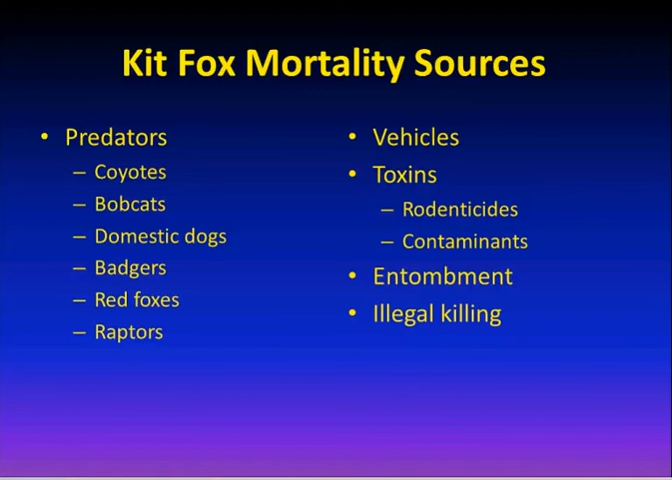 Kit Fox Mortality Sources
• Predators
– Coyotes
– Bobcats
– Domestic dogs
– Badgers
– Red foxes
– Raptors
• Vehicles
• Toxins
– Rodenticides
– Contaminants
• Entombment
• Illegal killing